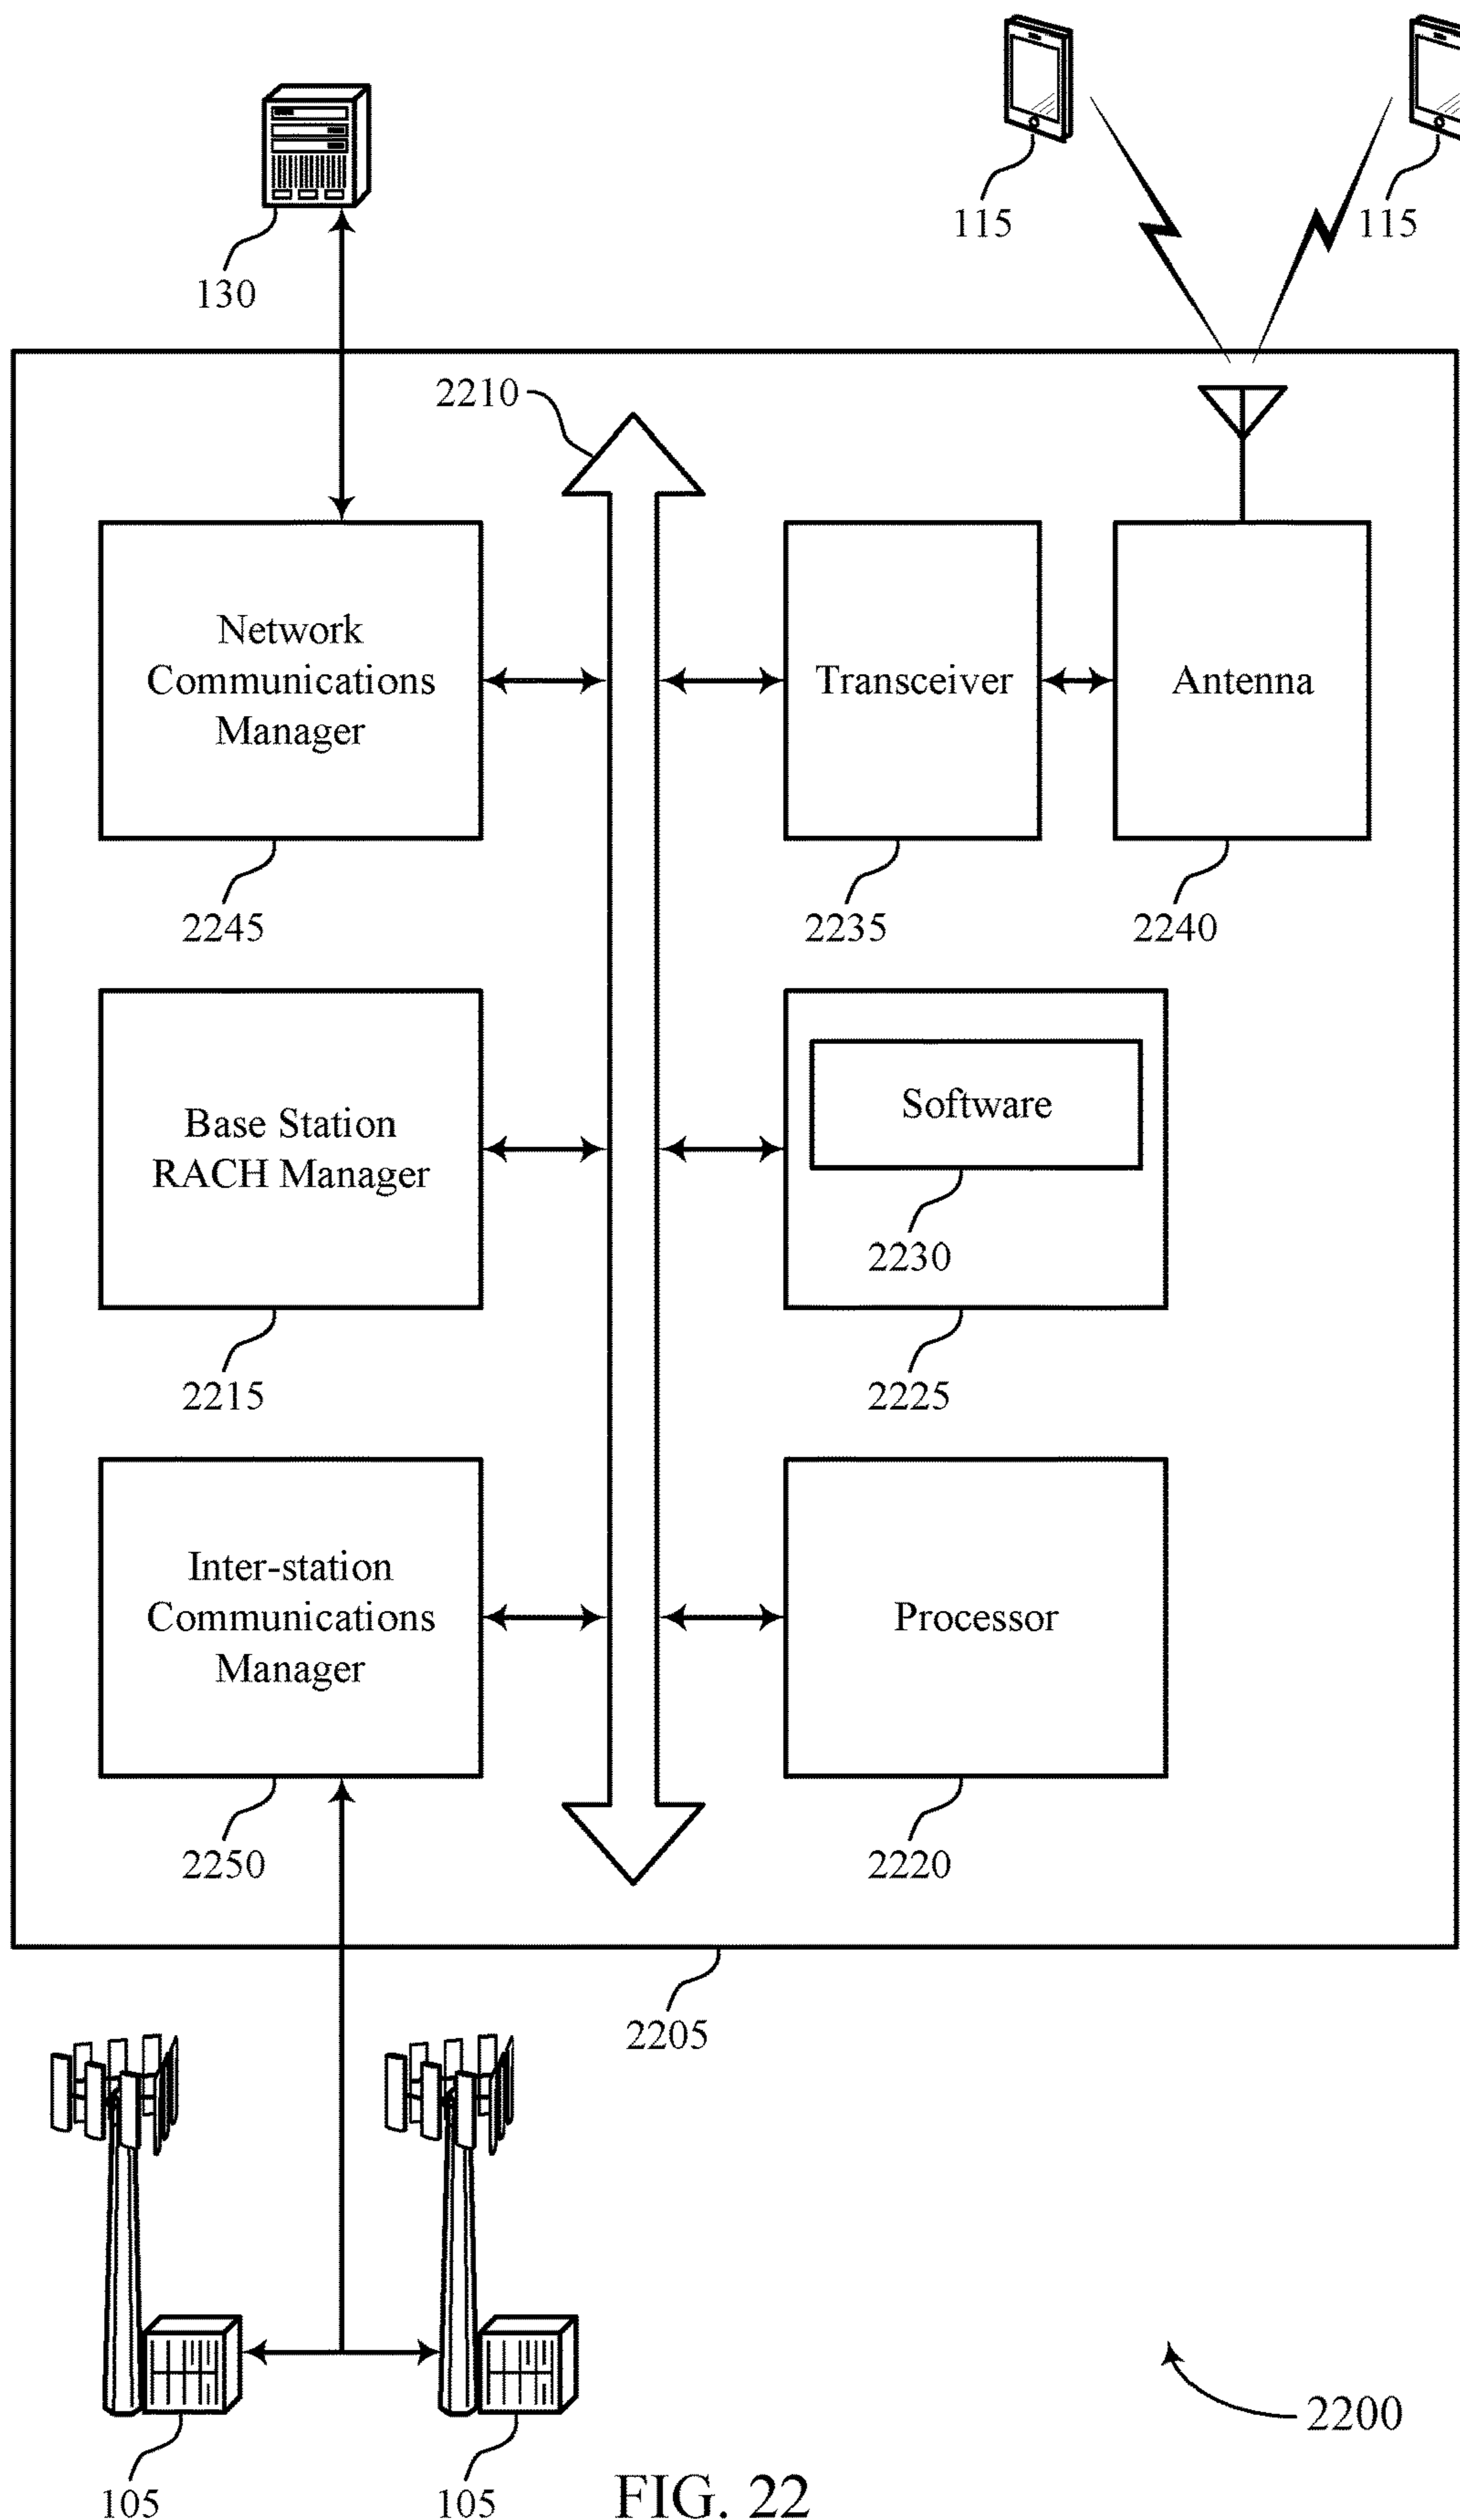 115
115
130
2210
Network
Communications
Manager
Transceiver
Antenna
2245
2235
2240
Base Station
RACH Manager
Software
2230
2215
2225
Inter-station
Communications
Manager
Processor
2250
2220
2205
2200
105
105
FIG. 22